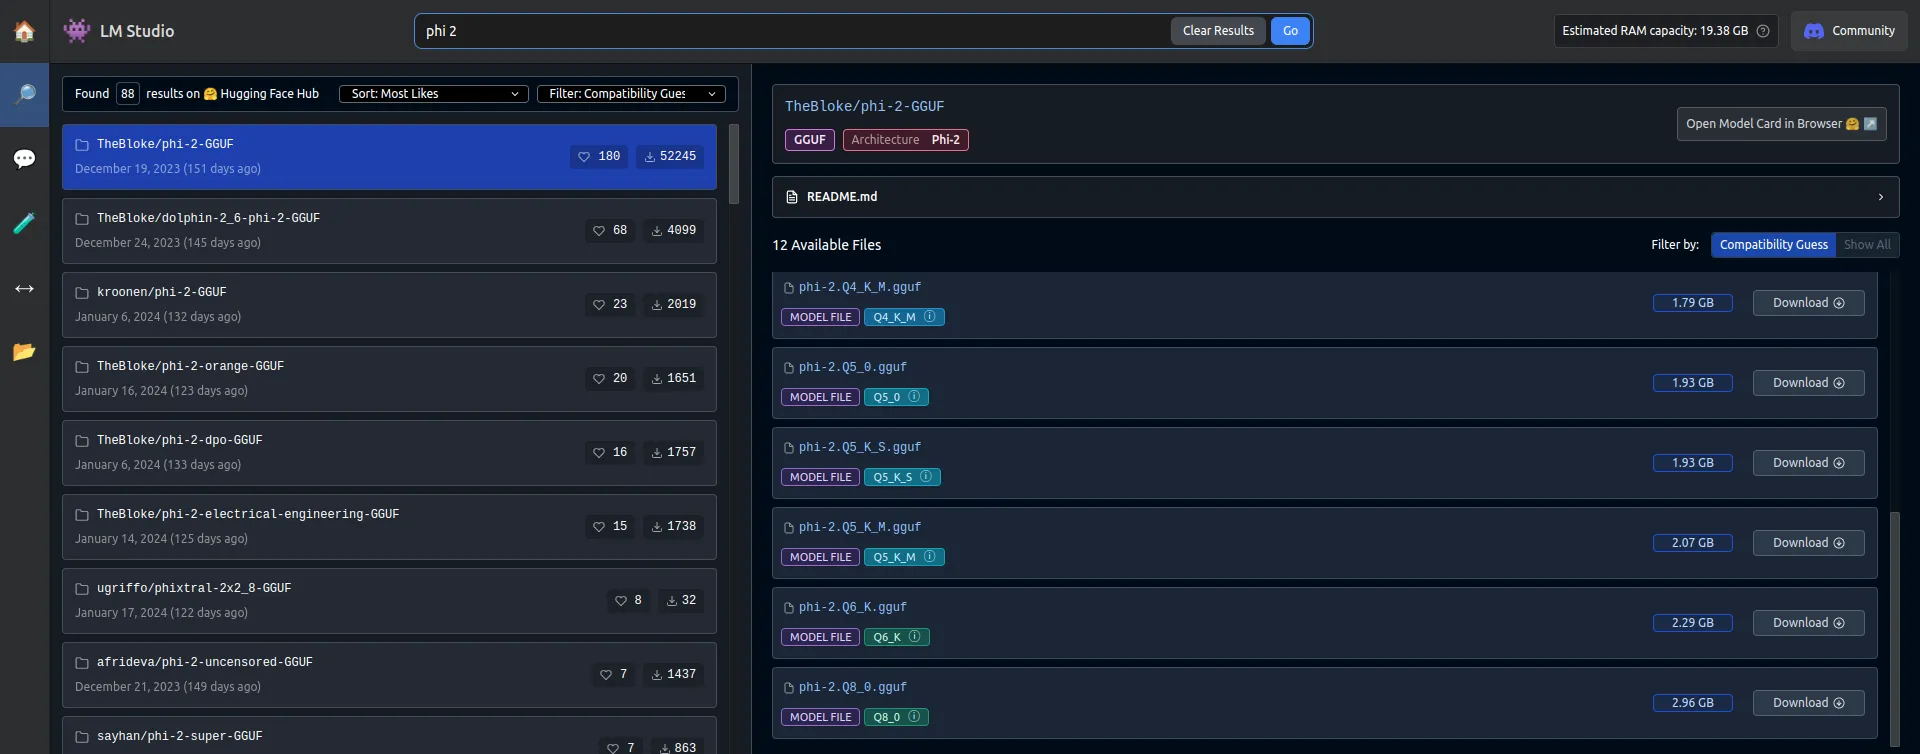 LM Studio
phi 2
Clear Results
Go
Estimated RAM capacity: 19.38 GB
Community
Found 88 results on 🤗 Hugging Face Hub
Sort: Most Likes
Filter: Compatibility Gues
TheBloke/phi-2-GGUF
December 19, 2023 (151 days ago)
180
52245
TheBloke/dolphin-2_6-phi-2-GGUF
December 24, 2023 (145 days ago)
68
4099
kroonen/phi-2-GGUF
January 6, 2024 (132 days ago)
23
2019
TheBloke/phi-2-orange-GGUF
January 16, 2024 (123 days ago)
20
1651
TheBloke/phi-2-dpo-GGUF
January 6, 2024 (133 days ago)
16
1757
TheBloke/phi-2-electrical-engineering-GGUF
January 14, 2024 (125 days ago)
15
1738
ugriffo/phixtral-2x2_8-GGUF
January 17, 2024 (122 days ago)
8
32
afrideva/phi-2-uncensored-GGUF
December 21, 2023 (149 days ago)
7
1437
sayhan/phi-2-super-GGUF
7
863
TheBloke/phi-2-GGUF
GGUF
Architecture Phi-2
Open Model Card in Browser 🤗 ↗
README.md
12 Available Files
Filter by:
Compatibility Guess
Show All
phi-2.Q4_K_M.gguf
MODEL FILE
Q4_K_M
1.79 GB
Download
phi-2.Q5_0.gguf
MODEL FILE
Q5_0
1.93 GB
Download
phi-2.Q5_K_S.gguf
MODEL FILE
Q5_K_S
1.93 GB
Download
phi-2.Q5_K_M.gguf
MODEL FILE
Q5_K_M
2.07 GB
Download
phi-2.Q6_K.gguf
MODEL FILE
Q6_K
2.29 GB
Download
phi-2.Q8_0.gguf
MODEL FILE
Q8_0
2.96 GB
Download